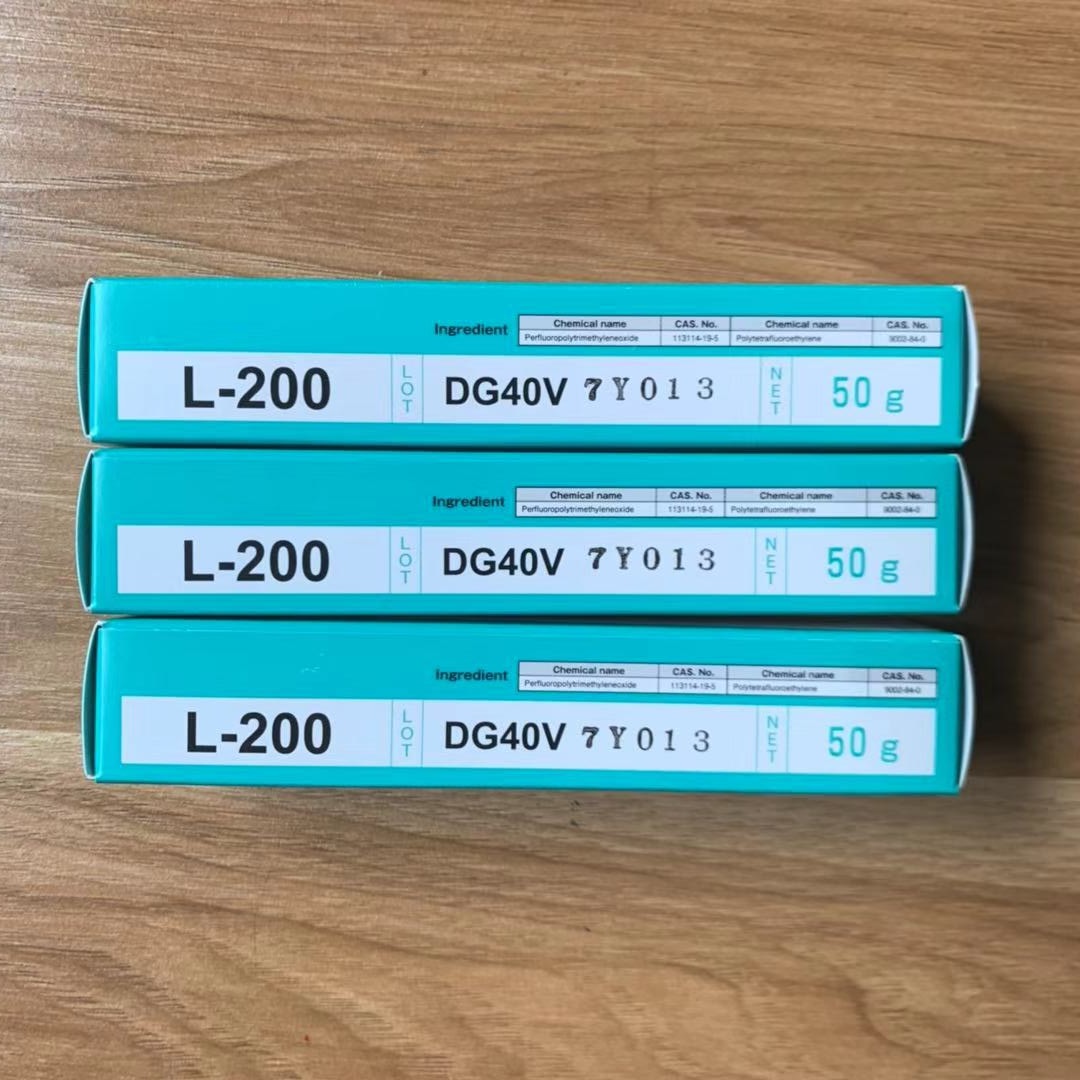 Ingredient Chemical name CAS. No. Chemical name CAS. No.
Perfluoropolytrimethyleneoxide 113114-19-5 Polytetrafluoroethylene 9002-84-0
L-200 LOT DG40V 7Y013 NET 50 g
Ingredient Chemical name CAS. No. Chemical name CAS. No.
Perfluoropolytrimethyleneoxide 113114-19-5 Polytetrafluoroethylene 9002-84-0
L-200 LOT DG40V 7Y013 NET 50 g
Ingredient Chemical name CAS. No. Chemical name CAS. No.
Perfluoropolytrimethyleneoxide 113114-19-5 Polytetrafluoroethylene 9002-84-0
L-200 LOT DG40V 7Y013 NET 50 g